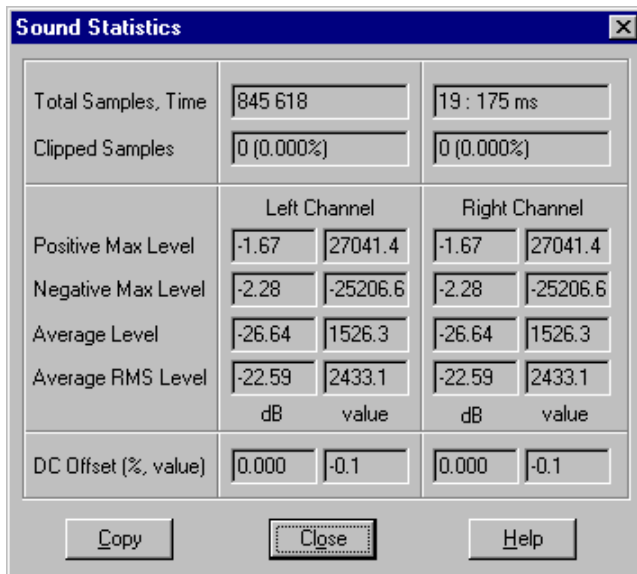 Sound Statistics
Total Samples, Time 845 618 19 : 175 ms
Clipped Samples 0 (0.000%) 0 (0.000%)
Left Channel Right Channel
Positive Max Level -1.67 27041.4 -1.67 27041.4
Negative Max Level -2.28 -25206.6 -2.28 -25206.6
Average Level -26.64 1526.3 -26.64 1526.3
Average RMS Level -22.59 2433.1 -22.59 2433.1
dB value dB value
DC Offset (%, value) 0.000 -0.1 0.000 -0.1
Copy Close Help